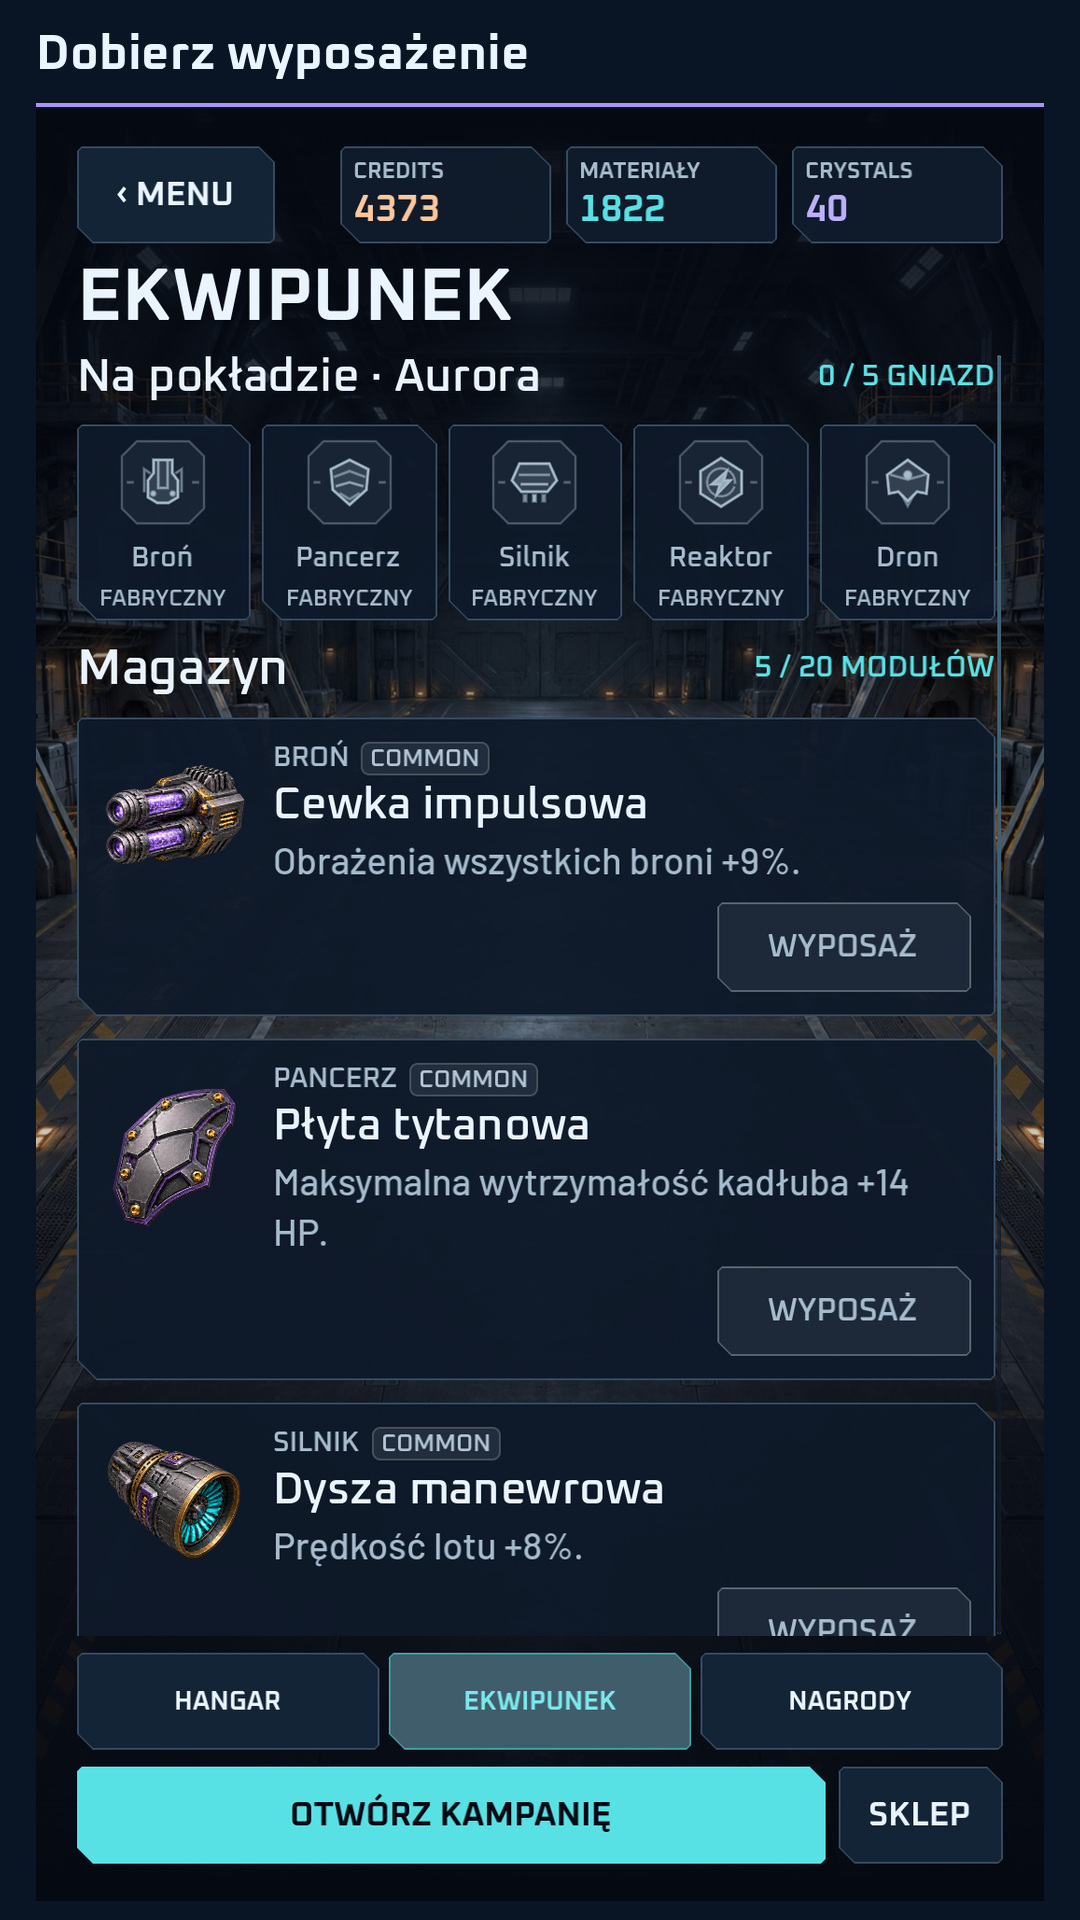 Dobierz wyposażenie
‹ MENU
CREDITS
4373
MATERIAŁY
1822
CRYSTALS
40
EKWIPUNEK
Na pokładzie · Aurora
0 / 5 GNIAZD
Broń
FABRYCZNY
Pancerz
FABRYCZNY
Silnik
FABRYCZNY
Reaktor
FABRYCZNY
Dron
FABRYCZNY
Magazyn
5 / 20 MODUŁÓW
BROŃ COMMON
Cewka impulsowa
Obrażenia wszystkich broni +9%.
WYPOSAŻ
PANCERZ COMMON
Płyta tytanowa
Maksymalna wytrzymałość kadłuba +14
HP.
WYPOSAŻ
SILNIK COMMON
Dysza manewrowa
Prędkość lotu +8%.
WYPOSAŻ
HANGAR
EKWIPUNEK
NAGRODY
OTWÓRZ KAMPANIĘ
SKLEP